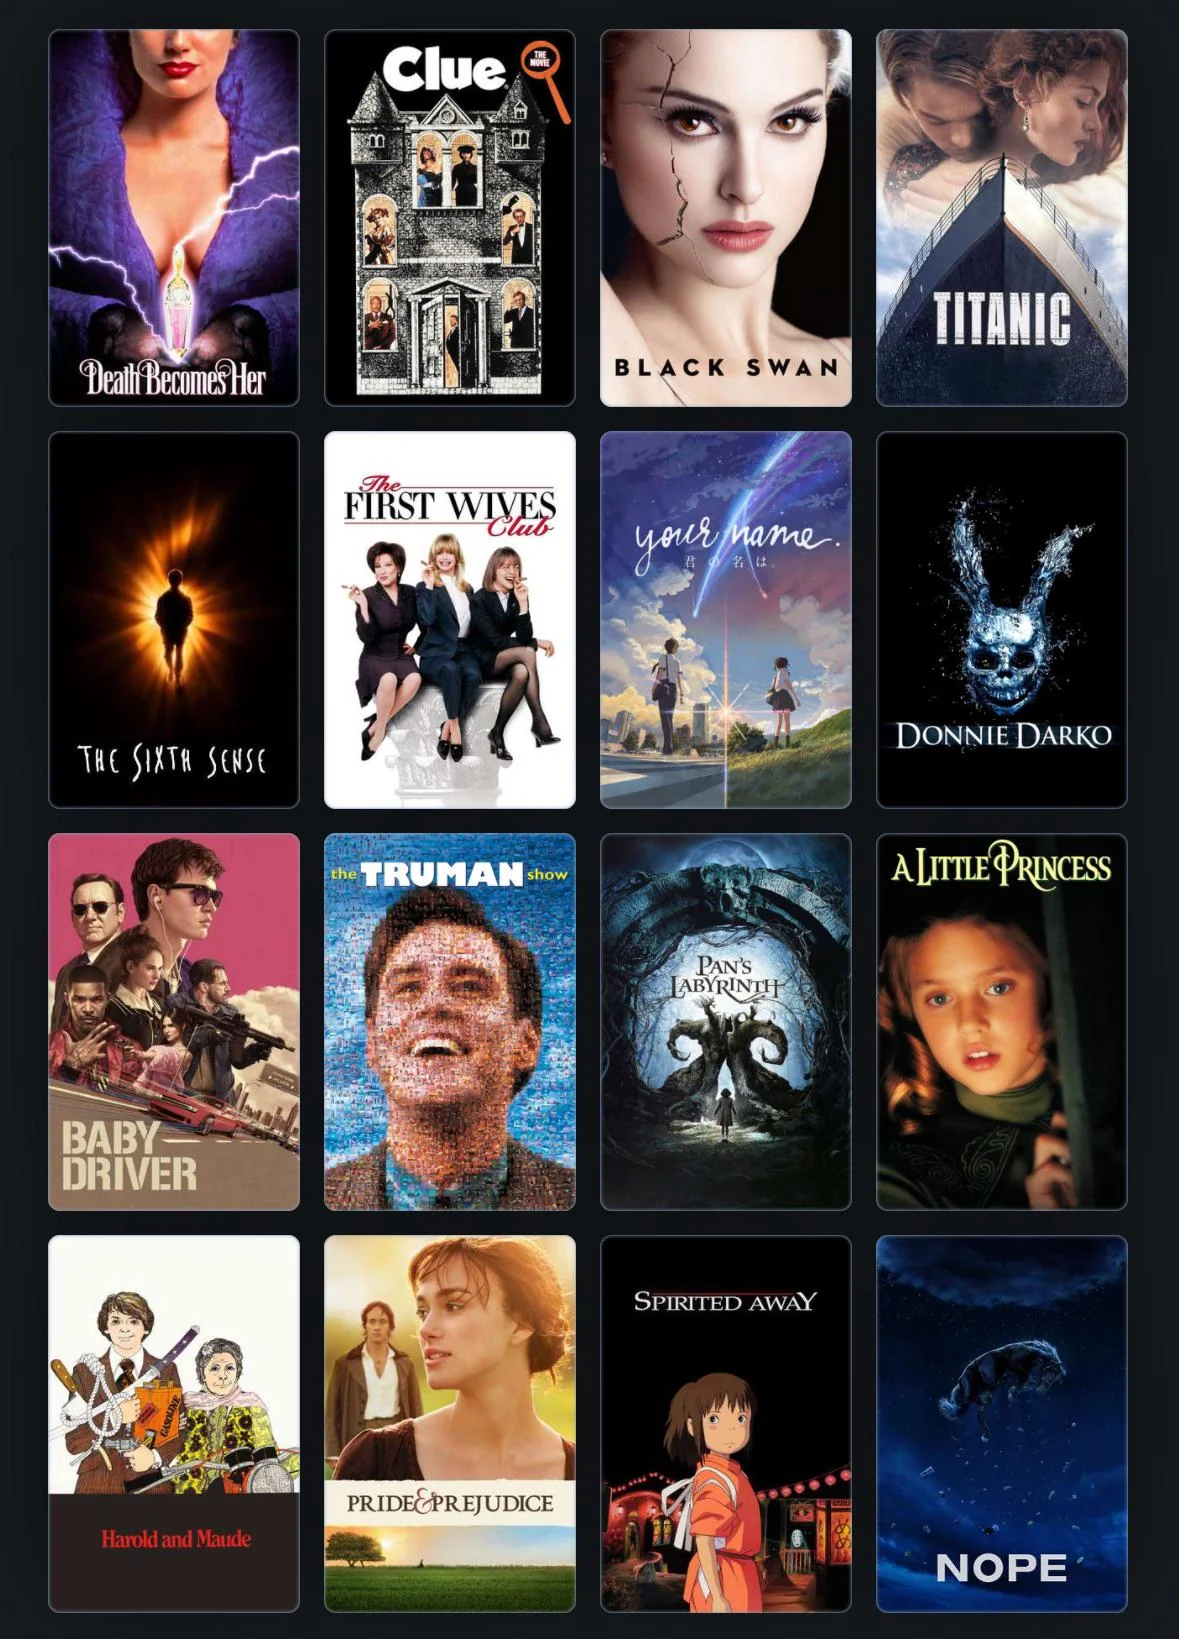 Death Becomes Her
Clue
THE
MOVIE
BLACK SWAN
TITANIC
THE SIXTH SENSE
The
FIRST WIVES
Club
your name.
君の名は。
DONNIE DARKO
BABY
DRIVER
the TRUMAN show
PAN'S
LABYRINTH
A LITTLE PRINCESS
GASOLINE
Harold and Maude
PRIDE & PREJUDICE
SPIRITED AWAY
NOPE